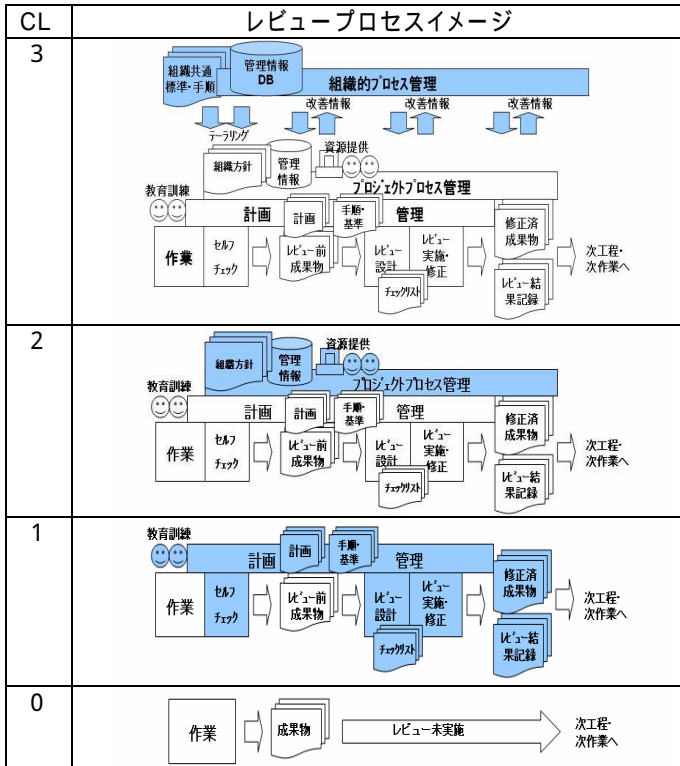 CL
レビュープロセスイメージ
3
組織共通
標準・手順
管理情報
DB
組織的プロセス管理
改善情報
改善情報
改善情報
テーラリング
組織方針
管理
情報
資源提供
プロジェクトプロセス管理
教育訓練
計画
計画
手順・
基準
管理
作業
セルフ
チェック
レビュー前
成果物
レビュー
設計
レビュー
実施・
修正
チェックリスト
修正済
成果物
レビュー結
果記録
次工程・
次作業へ
2
組織方針
管理
情報
資源提供
プロジェクトプロセス管理
教育訓練
計画
計画
手順・
基準
管理
作業
セルフ
チェック
レビュー前
成果物
レビュー
設計
レビュー
実施・
修正
チェックリスト
修正済
成果物
レビュー結
果記録
次工程・
次作業へ
1
教育訓練
計画
計画
手順・
基準
管理
作業
セルフ
チェック
レビュー前
成果物
レビュー
設計
レビュー
実施・
修正
チェックリスト
修正済
成果物
レビュー結
果記録
次工程・
次作業へ
0
作業
成果物
レビュー未実施
次工程・
次作業へ